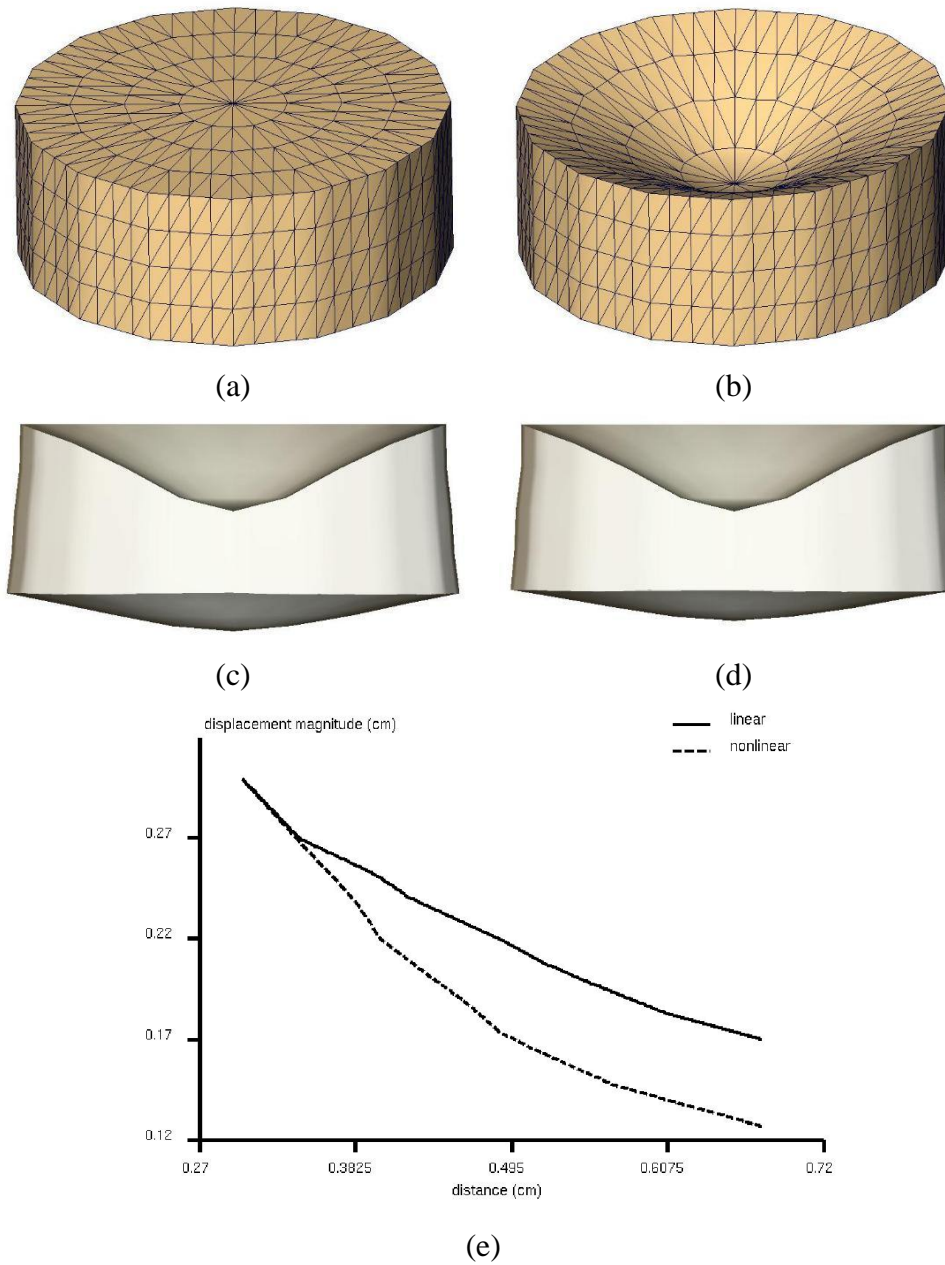 (a)
(b)
(c)
(d)
displacement magnitude (cm)
linear
nonlinear
0.27
0.22
0.17
0.12
0.27
0.3825
0.495
0.6075
0.72
distance (cm)
(e)